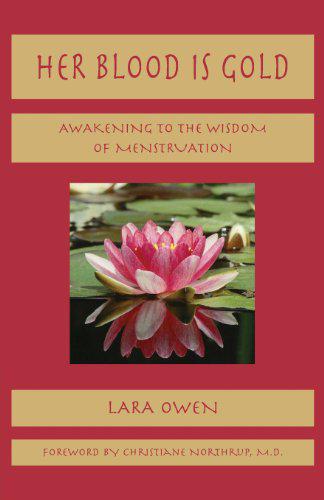 HER BLOOD IS GOLD
AWAKENING TO THE WISDOM
OF MENSTRUATION
LARA OWEN
FOREWORD BY CHRISTIANE NORTHRUP, M.D.